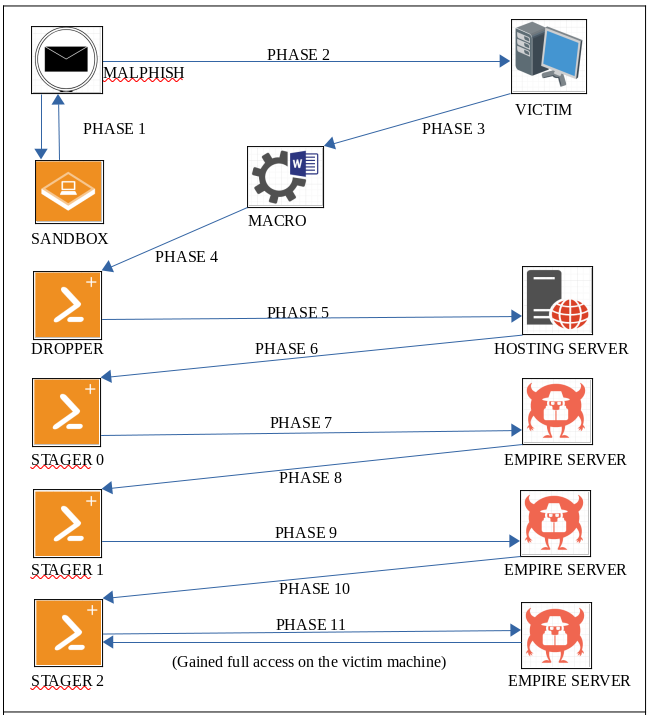 PHASE 2
MALPHISH
VICTIM
PHASE 1
PHASE 3
W
SANDBOX
MACRO
PHASE 4
PHASE 5
DROPPER
PHASE 6
HOSTING SERVER
PHASE 7
STAGER 0
EMPIRE SERVER
PHASE 8
PHASE 9
STAGER 1
EMPIRE SERVER
PHASE 10
PHASE 11
(Gained full access on the victim machine)
STAGER 2
EMPIRE SERVER